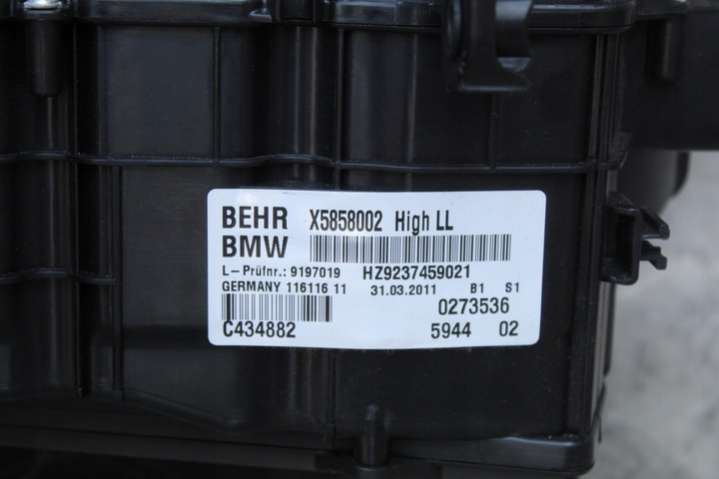 BEHR X5858002 High LL
BMW
L-Prüfnr.: 9197019 HZ9237459021
GERMANY 116116 11 31.03.2011 B1 S1
0273536
C434882 5944 02